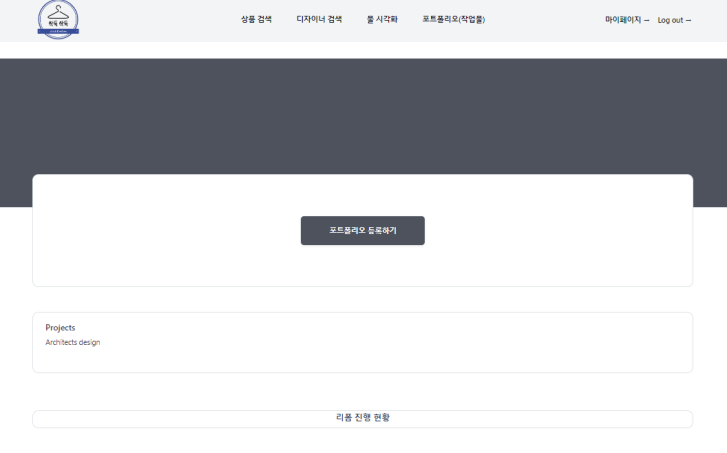 상품 검색
디자이너 검색
툴 시각화
포트폴리오(작업물)
마이페이지 →
Log out →
포트폴리오 등록하기
Projects
Architects design
리폼 진행 현황